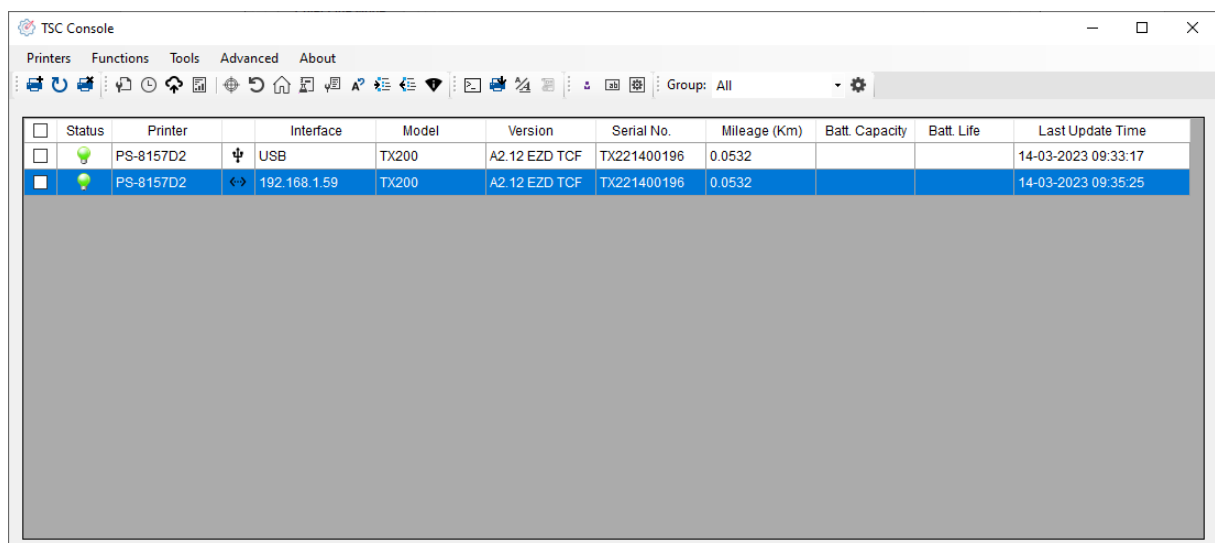 TSC Console
Printers Functions Tools Advanced About
Group: All
Status Printer Interface Model Version Serial No. Mileage (Km) Batt. Capacity Batt. Life Last Update Time
PS-8157D2 USB TX200 A2.12 EZD TCF TX221400196 0.0532 14-03-2023 09:33:17
PS-8157D2 192.168.1.59 TX200 A2.12 EZD TCF TX221400196 0.0532 14-03-2023 09:35:25